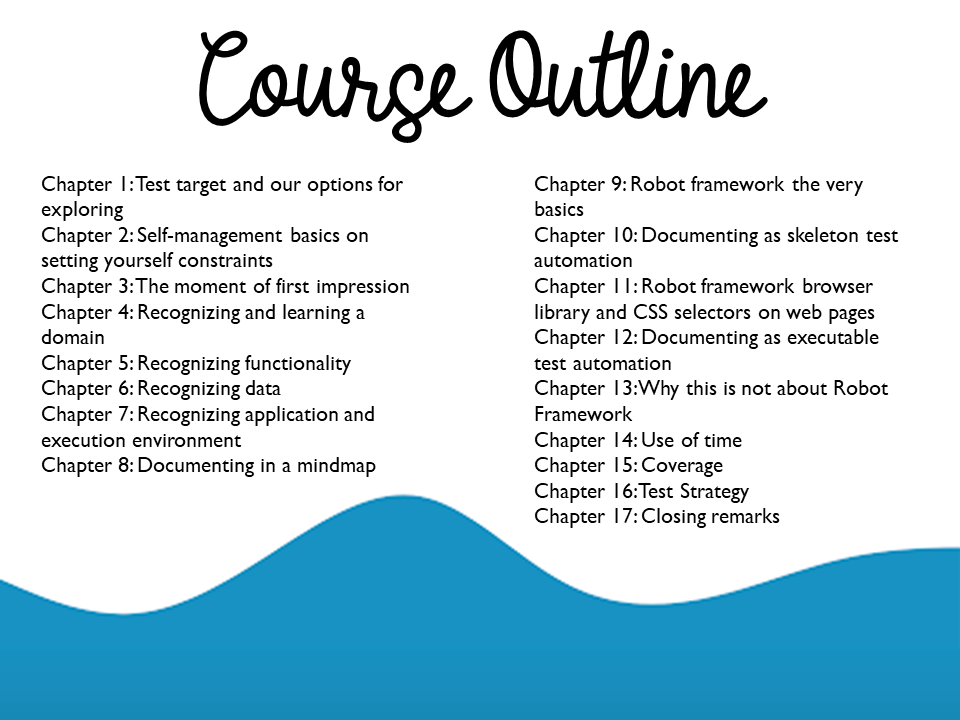 Course Outline
Chapter 1: Test target and our options for
exploring
Chapter 2: Self-management basics on
setting yourself constraints
Chapter 3: The moment of first impression
Chapter 4: Recognizing and learning a
domain
Chapter 5: Recognizing functionality
Chapter 6: Recognizing data
Chapter 7: Recognizing application and
execution environment
Chapter 8: Documenting in a mindmap
Chapter 9: Robot framework the very
basics
Chapter 10: Documenting as skeleton test
automation
Chapter 11: Robot framework browser
library and CSS selectors on web pages
Chapter 12: Documenting as executable
test automation
Chapter 13:Why this is not about Robot
Framework
Chapter 14: Use of time
Chapter 15: Coverage
Chapter 16:Test Strategy
Chapter 17: Closing remarks